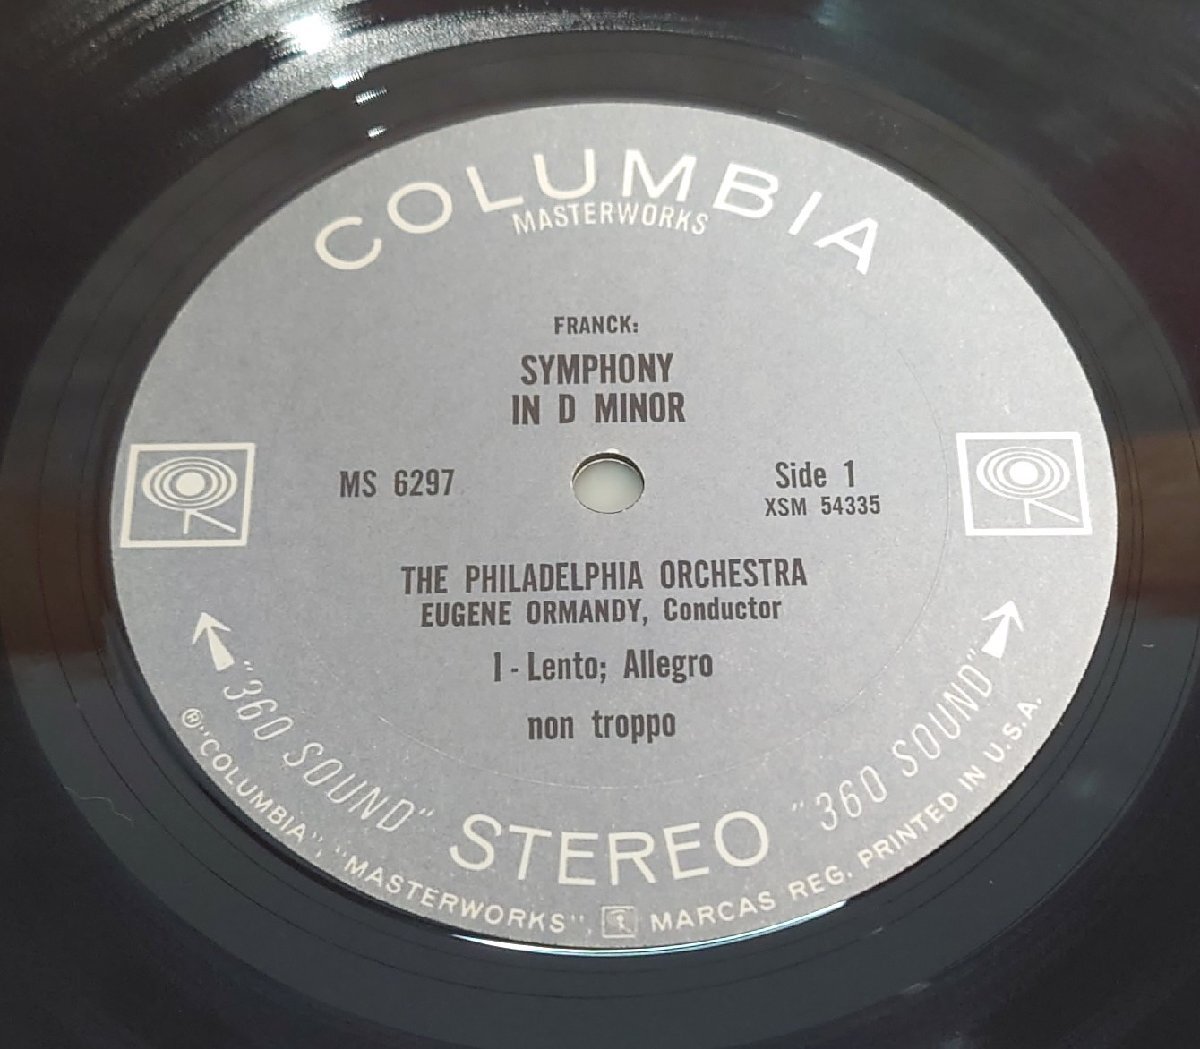 COLUMBIA
MASTERWORKS
FRANCK:
SYMPHONY
IN D MINOR
MS 6297
Side 1
XSM 54335
THE PHILADELPHIA ORCHESTRA
EUGENE ORMANDY, Conductor
I - Lento; Allegro
non troppo
"360 SOUND"
STEREO
"360 SOUND"
®"COLUMBIA", "MASTERWORKS", MARCAS REG. PRINTED IN U.S.A.